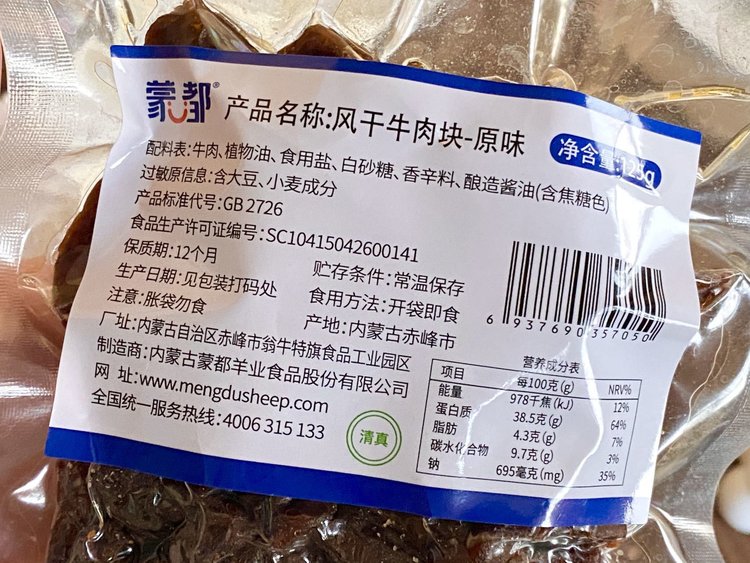 蒙都®
产品名称:风干牛肉块-原味
净含量:125g
配料表:牛肉、植物油、食用盐、白砂糖、香辛料、酿造酱油(含焦糖色)
过敏原信息:含大豆、小麦成分
产品标准代号:GB 2726
食品生产许可证编号:SC10415042600141
保质期:12个月
贮存条件:常温保存
生产日期:见包装打码处
食用方法:开袋即食
注意:胀袋勿食
产地:内蒙古赤峰市
厂址:内蒙古自治区赤峰市翁牛特旗食品工业园区
制造商:内蒙古蒙都羊业食品股份有限公司
网 址:www.mengdusheep.com
全国统一服务热线:4006 315 133
清真
6 937690 357050
营养成分表
项目 每100克(g) NRV%
能量 978千焦(kJ) 12%
蛋白质 38.5克(g) 64%
脂肪 4.3克(g) 7%
碳水化合物 9.7克(g) 3%
钠 695毫克(mg) 35%